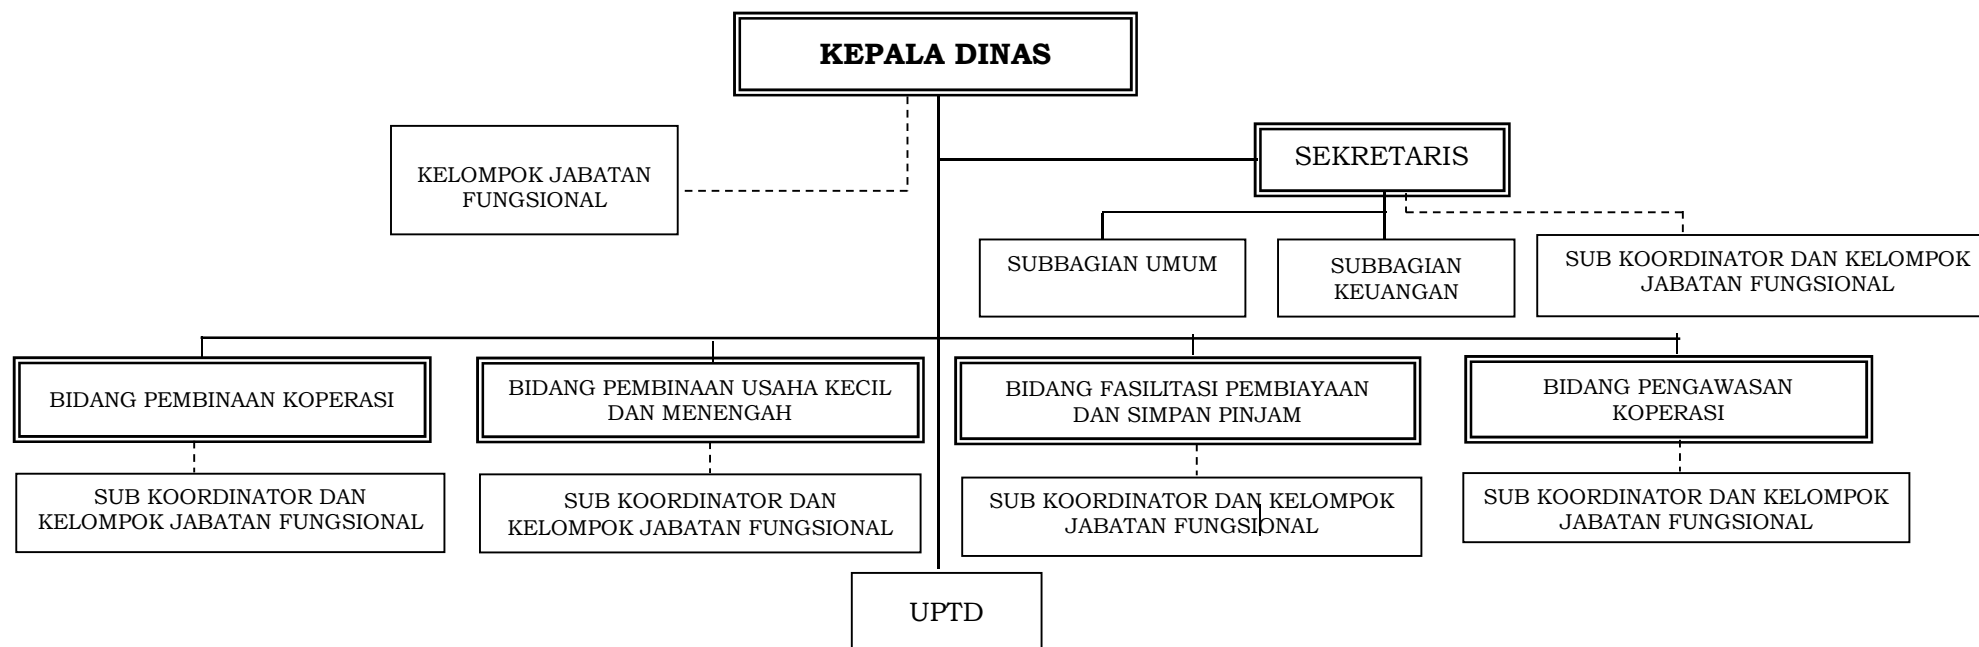 KEPALA DINAS
KELOMPOK JABATAN
FUNGSIONAL
SEKRETARIS
SUBBAGIAN UMUM
SUBBAGIAN
KEUANGAN
SUB KOORDINATOR DAN KELOMPOK
JABATAN FUNGSIONAL
BIDANG PEMBINAAN KOPERASI
BIDANG PEMBINAAN USAHA KECIL
DAN MENENGAH
BIDANG FASILITASI PEMBIAYAAN
DAN SIMPAN PINJAM
BIDANG PENGAWASAN
KOPERASI
SUB KOORDINATOR DAN
KELOMPOK JABATAN FUNGSIONAL
SUB KOORDINATOR DAN
KELOMPOK JABATAN FUNGSIONAL
SUB KOORDINATOR DAN KELOMPOK
JABATAN FUNGSIONAL
SUB KOORDINATOR DAN KELOMPOK
JABATAN FUNGSIONAL
UPTD